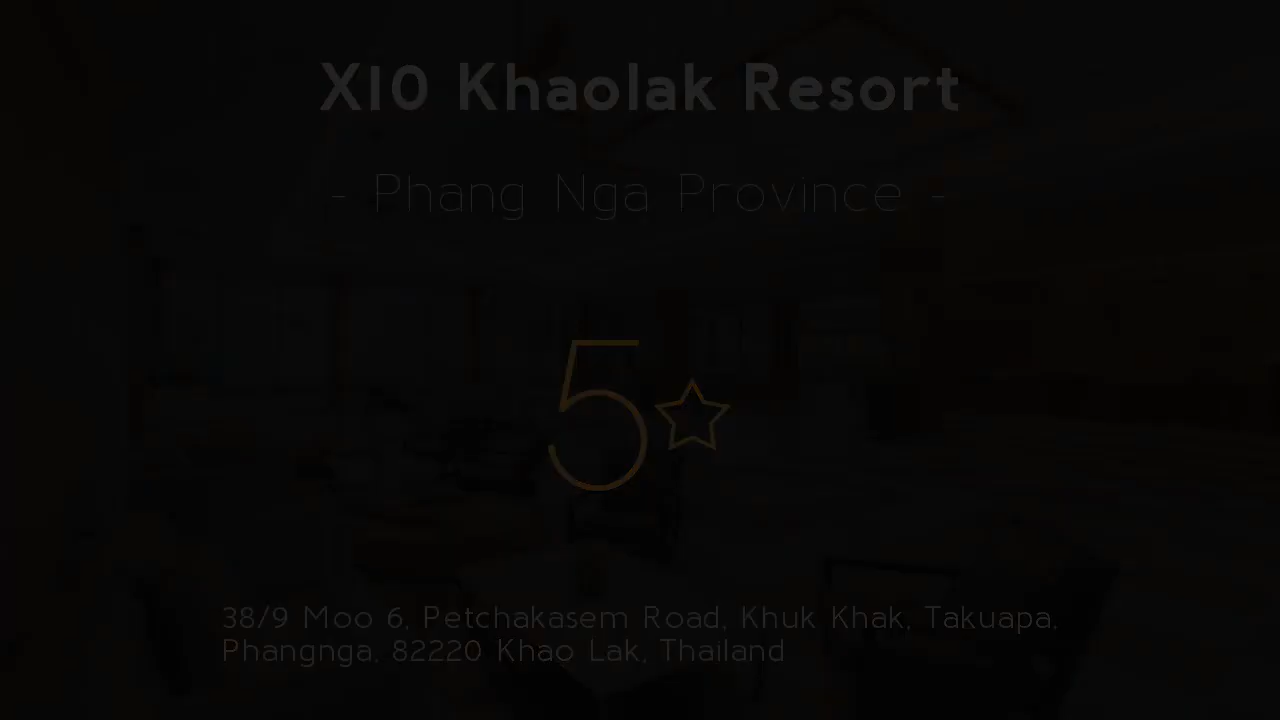 X10 Khaolak Resort
- Phang Nga Province -
5
38/9 Moo 6, Petchakasem Road, Khuk Khak, Takuapa,
Phangnga, 82220 Khao Lak, Thailand